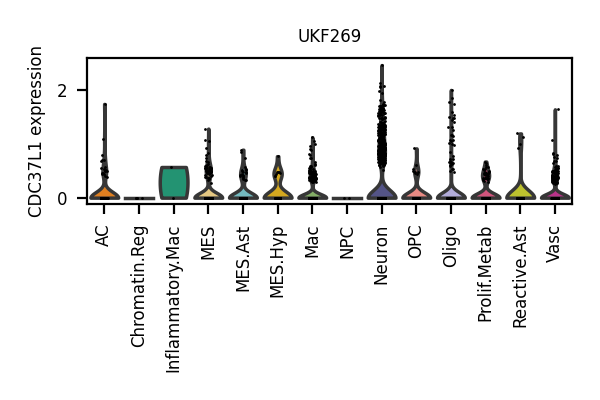 UKF269
CDC37L1 expression
2
0
AC
Chromatin.Reg
Inflammatory.Mac
MES
MES.Ast
MES.Hyp
Mac
NPC
Neuron
OPC
Oligo
Prolif.Metab
Reactive.Ast
Vasc